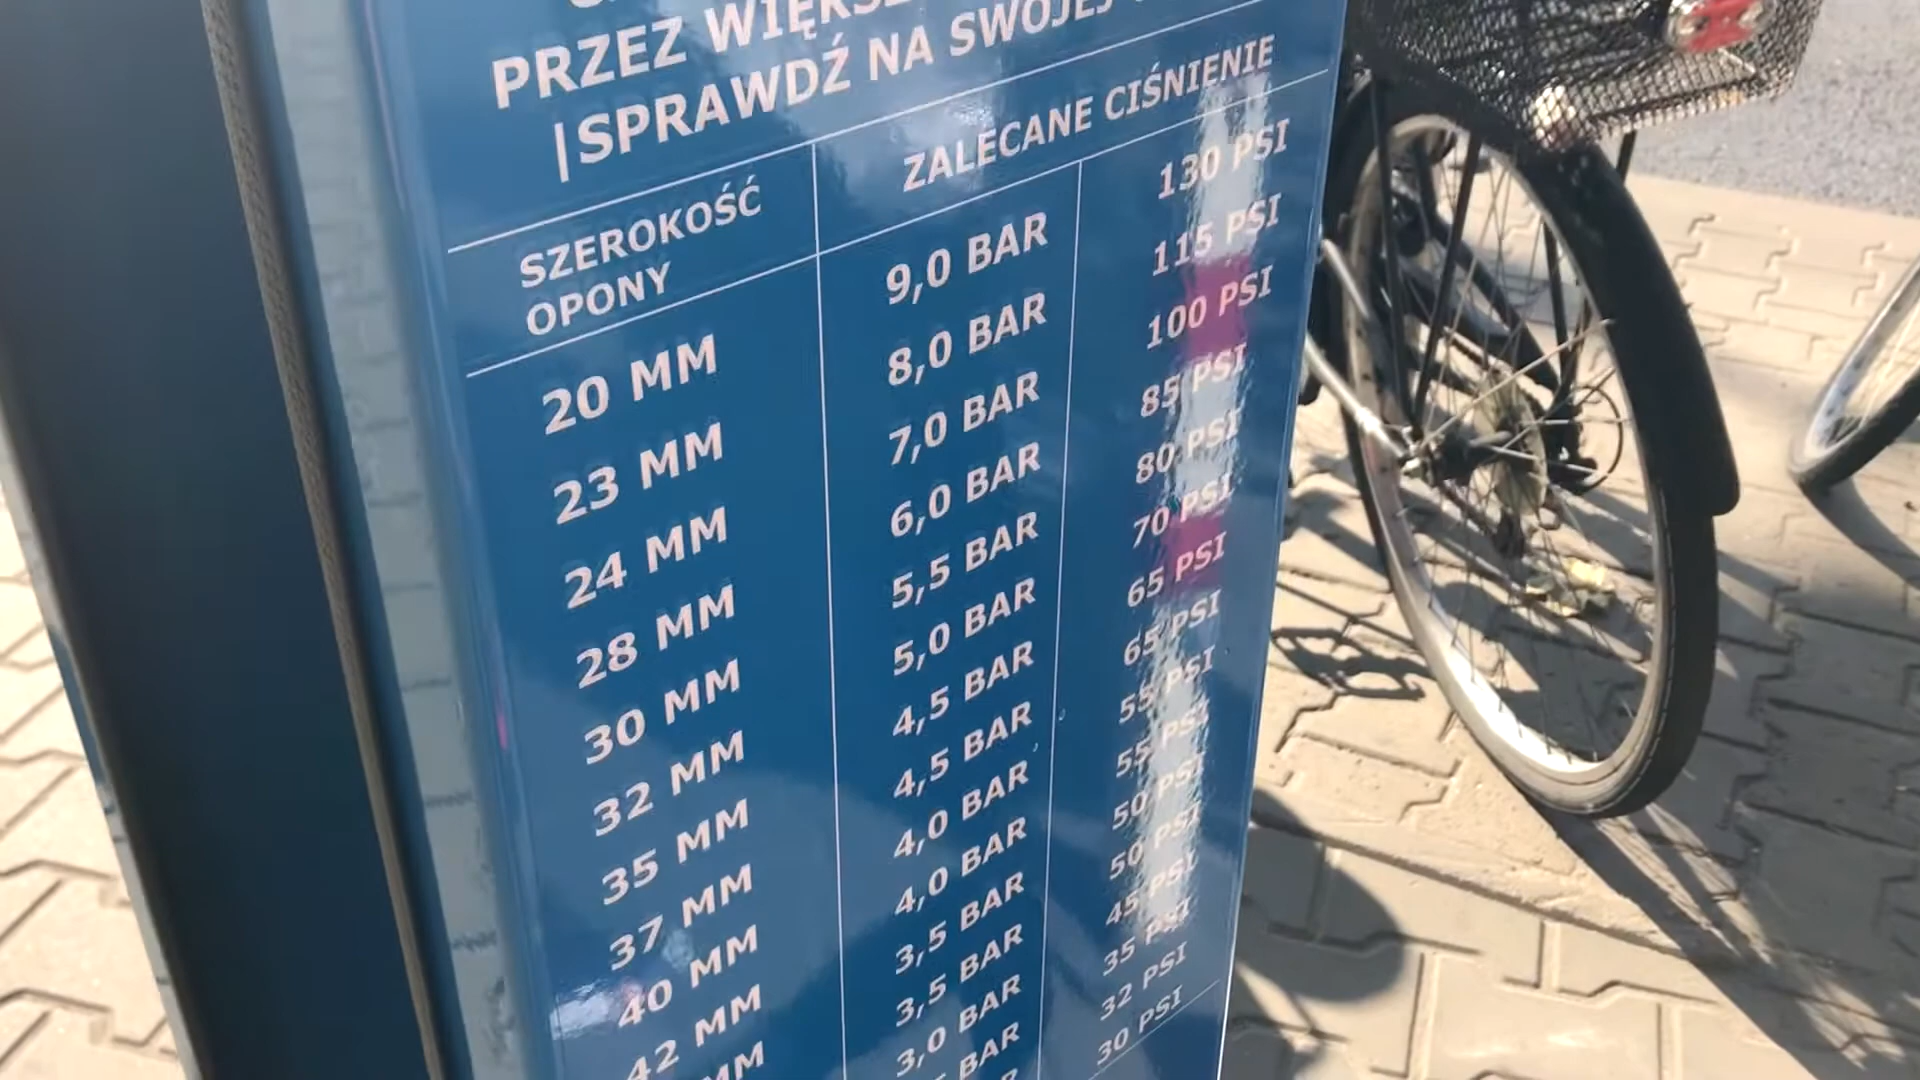 PRZEZ
|SPRAWDŹ NA SWOJEJ
SZEROKOŚĆ OPONY ZALECANE CIŚNIENIE
20 MM 9,0 BAR 130 PSI
23 MM 8,0 BAR 115 PSI
24 MM 7,0 BAR 100 PSI
28 MM 6,0 BAR 85 PSI
30 MM 5,5 BAR 80 PSI
32 MM 5,0 BAR 70 PSI
35 MM 4,5 BAR 65 PSI
37 MM 4,5 BAR 65 PSI
40 MM 4,0 BAR 55 PSI
42 MM 4,0 BAR 55 PSI
MM 3,5 BAR 50 PSI
3,5 BAR 50 PSI
3,0 BAR 45 PSI
BAR 35 PSI
32 PSI
30 PSI